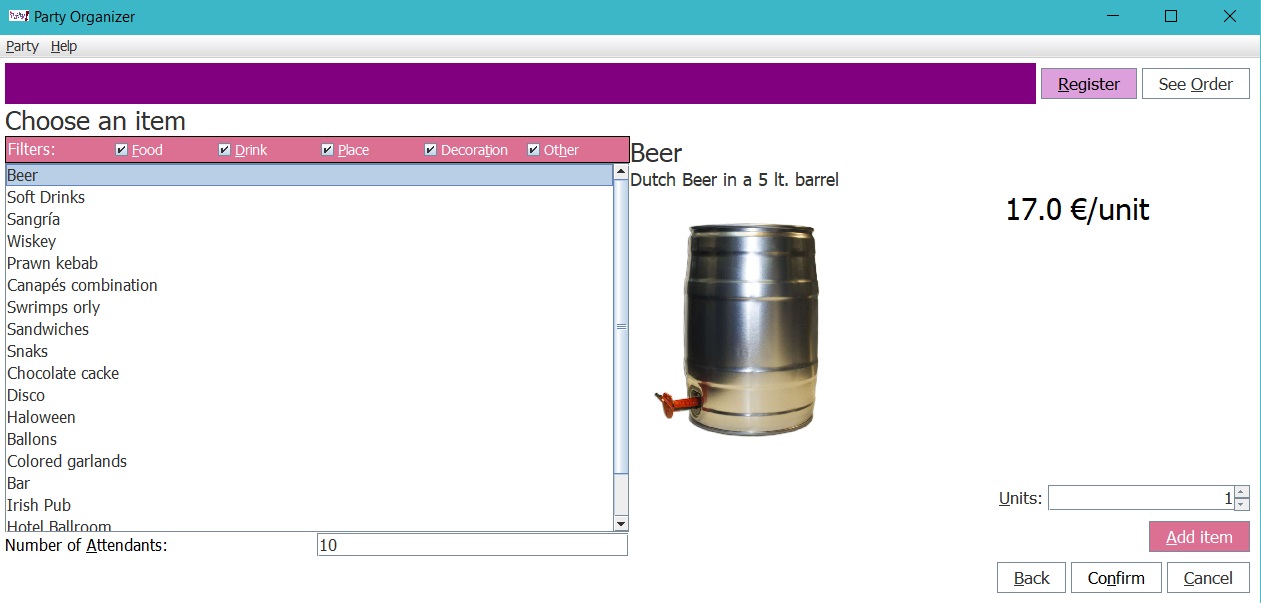 Party Organizer
Party Help
Register See Order
Choose an item
Filters: Food Drink Place Decoration Other
Beer
Soft Drinks
Sangría
Wiskey
Prawn kebab
Canapés combination
Swrimps orly
Sandwiches
Snaks
Chocolate cacke
Disco
Haloween
Ballons
Colored garlands
Bar
Irish Pub
Hotel Ballroom
Number of Attendants: 10
Beer
Dutch Beer in a 5 lt. barrel
17.0 €/unit
Units: 1
Add item
Back Confirm Cancel